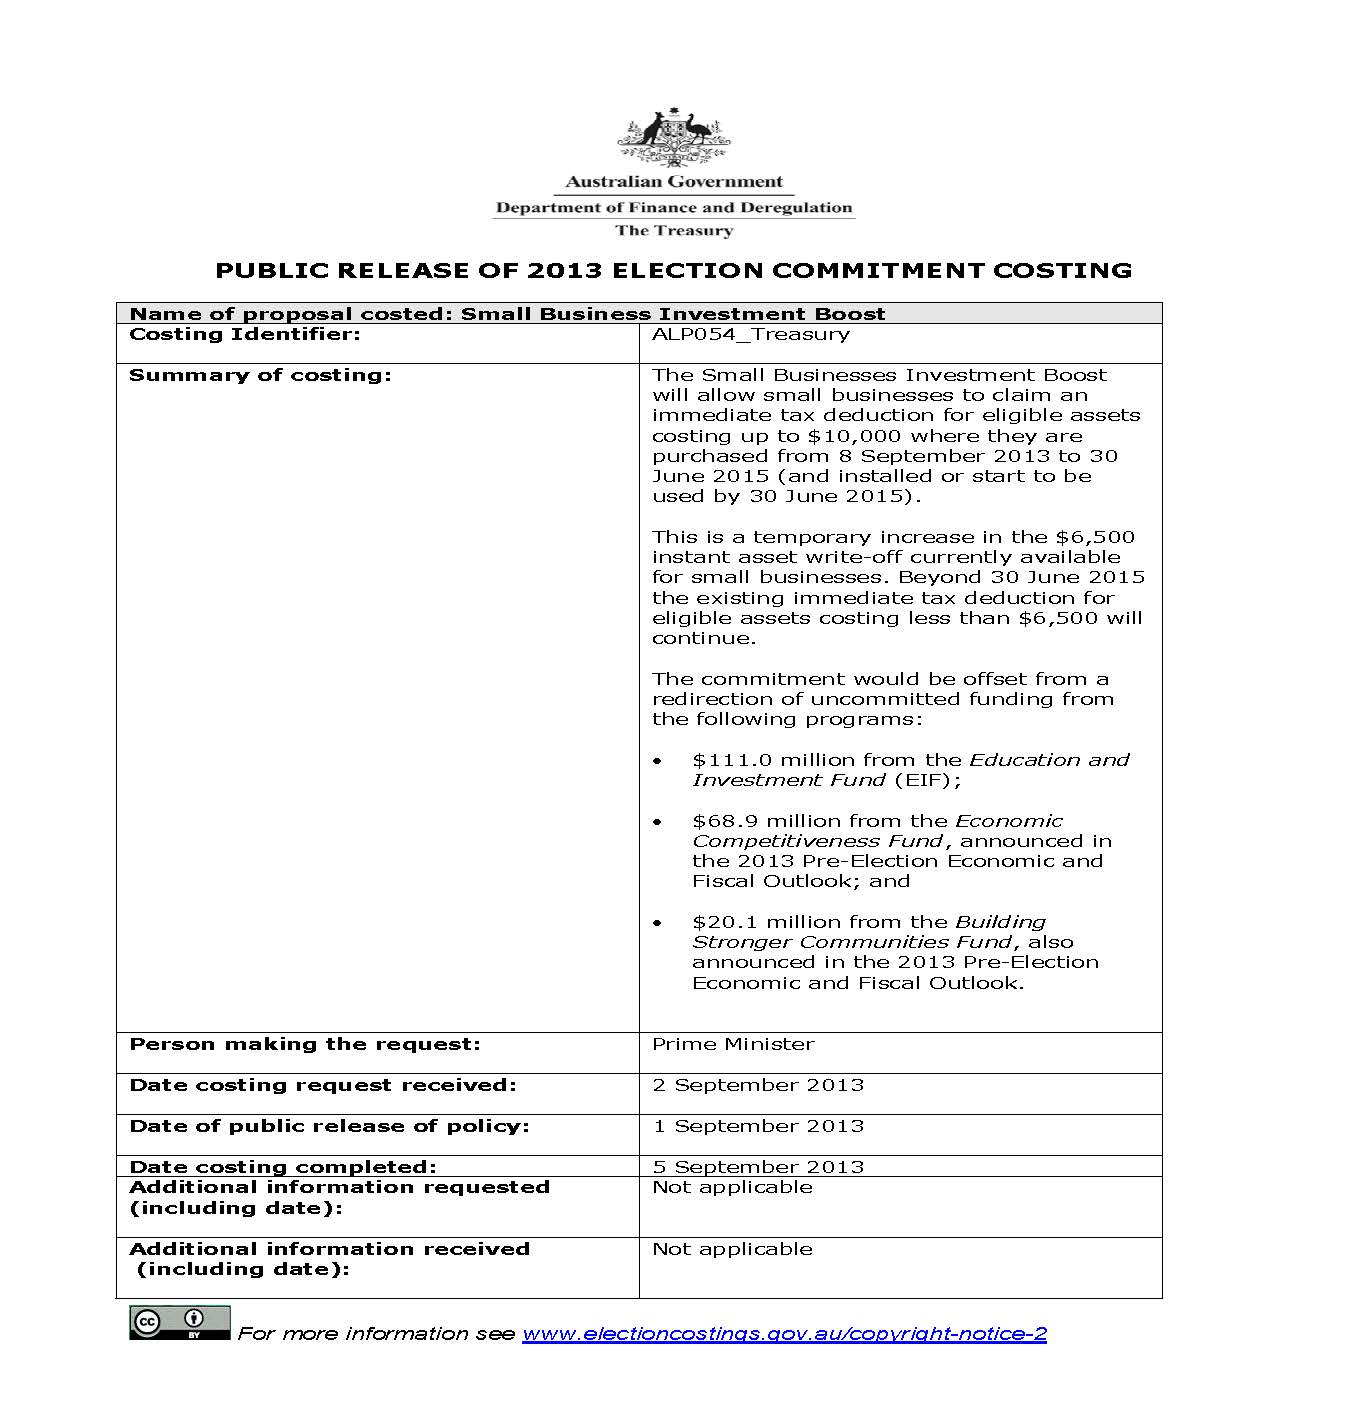 AUSTRALIA
Australian Government
Department of Finance and Deregulation
The Treasury
PUBLIC RELEASE OF 2013 ELECTION COMMITMENT COSTING
Name of proposal costed: Small Business Investment Boost
Costing Identifier:
ALP054_Treasury
Summary of costing:
The Small Businesses Investment Boost
will allow small businesses to claim an
immediate tax deduction for eligible assets
costing up to $10,000 where they are
purchased from 8 September 2013 to 30
June 2015 (and installed or start to be
used by 30 June 2015).
This is a temporary increase in the $6,500
instant asset write-off currently available
for small businesses. Beyond 30 June 2015
the existing immediate tax deduction for
eligible assets costing less than $6,500 will
continue.
The commitment would be offset from a
redirection of uncommitted funding from
the following programs:
• $111.0 million from the Education and
Investment Fund (EIF);
• $68.9 million from the Economic
Competitiveness Fund, announced in
the 2013 Pre-Election Economic and
Fiscal Outlook; and
• $20.1 million from the Building
Stronger Communities Fund, also
announced in the 2013 Pre-Election
Economic and Fiscal Outlook.
Person making the request:
Prime Minister
Date costing request received:
2 September 2013
Date of public release of policy:
1 September 2013
Date costing completed:
5 September 2013
Additional information requested
(including date):
Not applicable
Additional information received
(including date):
Not applicable
cc BY
For more information see www.electioncostings.gov.au/copyright-notice-2